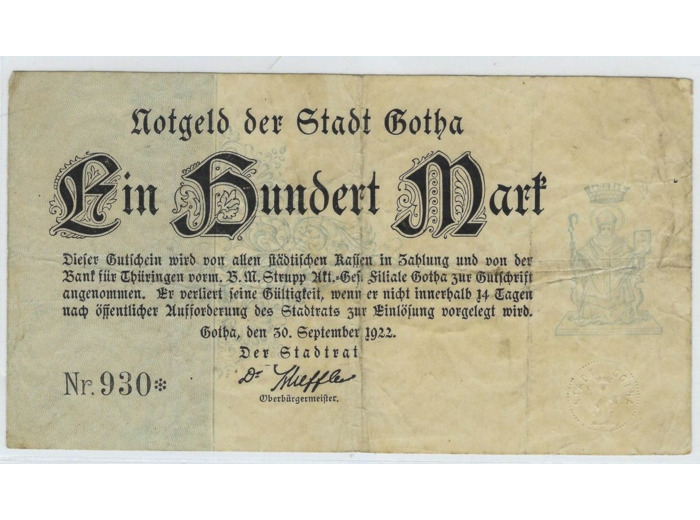 Notgeld der Stadt Gotha
Ein Hundert Mark
Dieser Gutschein wird von allen städtischen Kassen in Zahlung und von der
Bank für Thüringen vorm. B. M. Strupp Akt.-Ges. Filiale Gotha zur Gutschrift
angenommen. Er verliert seine Gültigkeit, wenn er nicht innerhalb 14 Tagen
nach öffentlicher Aufforderung des Stadtrats zur Einlösung vorgelegt wird.
Gotha, den 30. September 1922.
Der Stadtrat
Dr Scheffler
Nr. 930*
Oberbürgermeister.